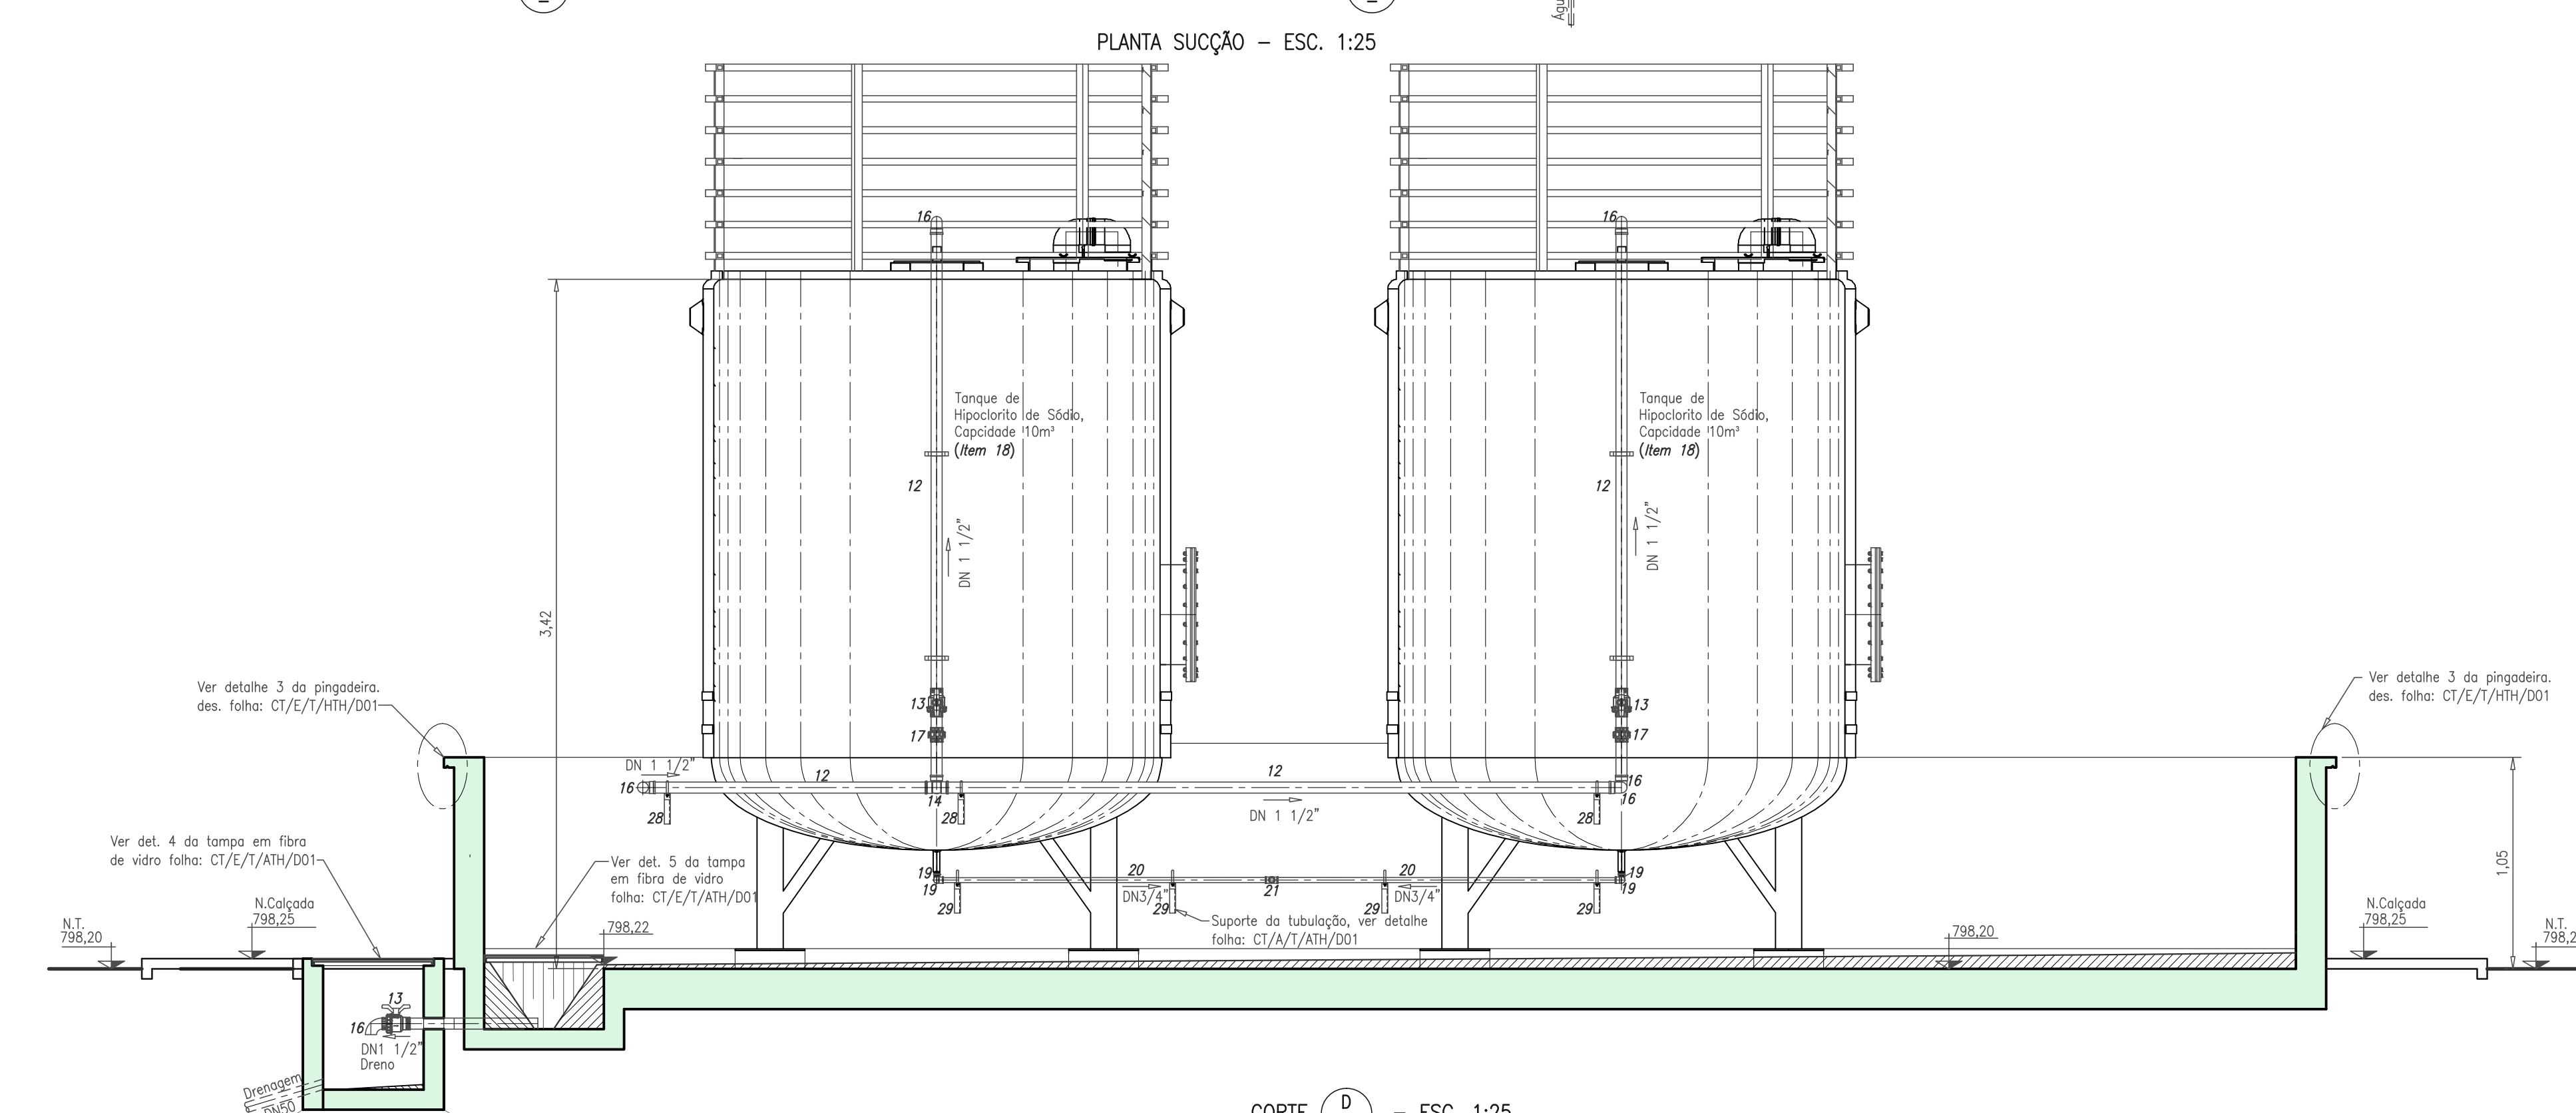 PLANTA SUCÇÃO – ESC. 1:25
16
16
Tanque de
Hipoclorito de Sódio,
Capcidade 10m³
(Item 18)
Tanque de
Hipoclorito de Sódio,
Capcidade 10m³
(Item 18)
12
12
DN 1 1/2"
DN 1 1/2"
3,42
Ver detalhe 3 da pingadeira.
des. folha: CT/E/T/HTH/D01
Ver detalhe 3 da pingadeira.
des. folha: CT/E/T/HTH/D01
13
13
17
17
DN 1 1/2"
12
12
16
16
14
16
28
28
DN 1 1/2"
28
Ver det. 4 da tampa em fibra
de vidro folha: CT/E/T/ATH/D01
Ver det. 5 da tampa
em fibra de vidro
folha: CT/E/T/ATH/D01
19
19
20
20
19
19
21
DN3/4"
DN3/4"
29
29
29
29
Suporte da tubulação, ver detalhe
folha: CT/A/T/ATH/D01
1,05
N.T.
798,20
N.Calçada
798,25
798,22
798,20
N.Calçada
798,25
N.T.
13
16
DN1 1/2"
Dreno
Drenagem
DN50
CORTE D – ESC. 1:25